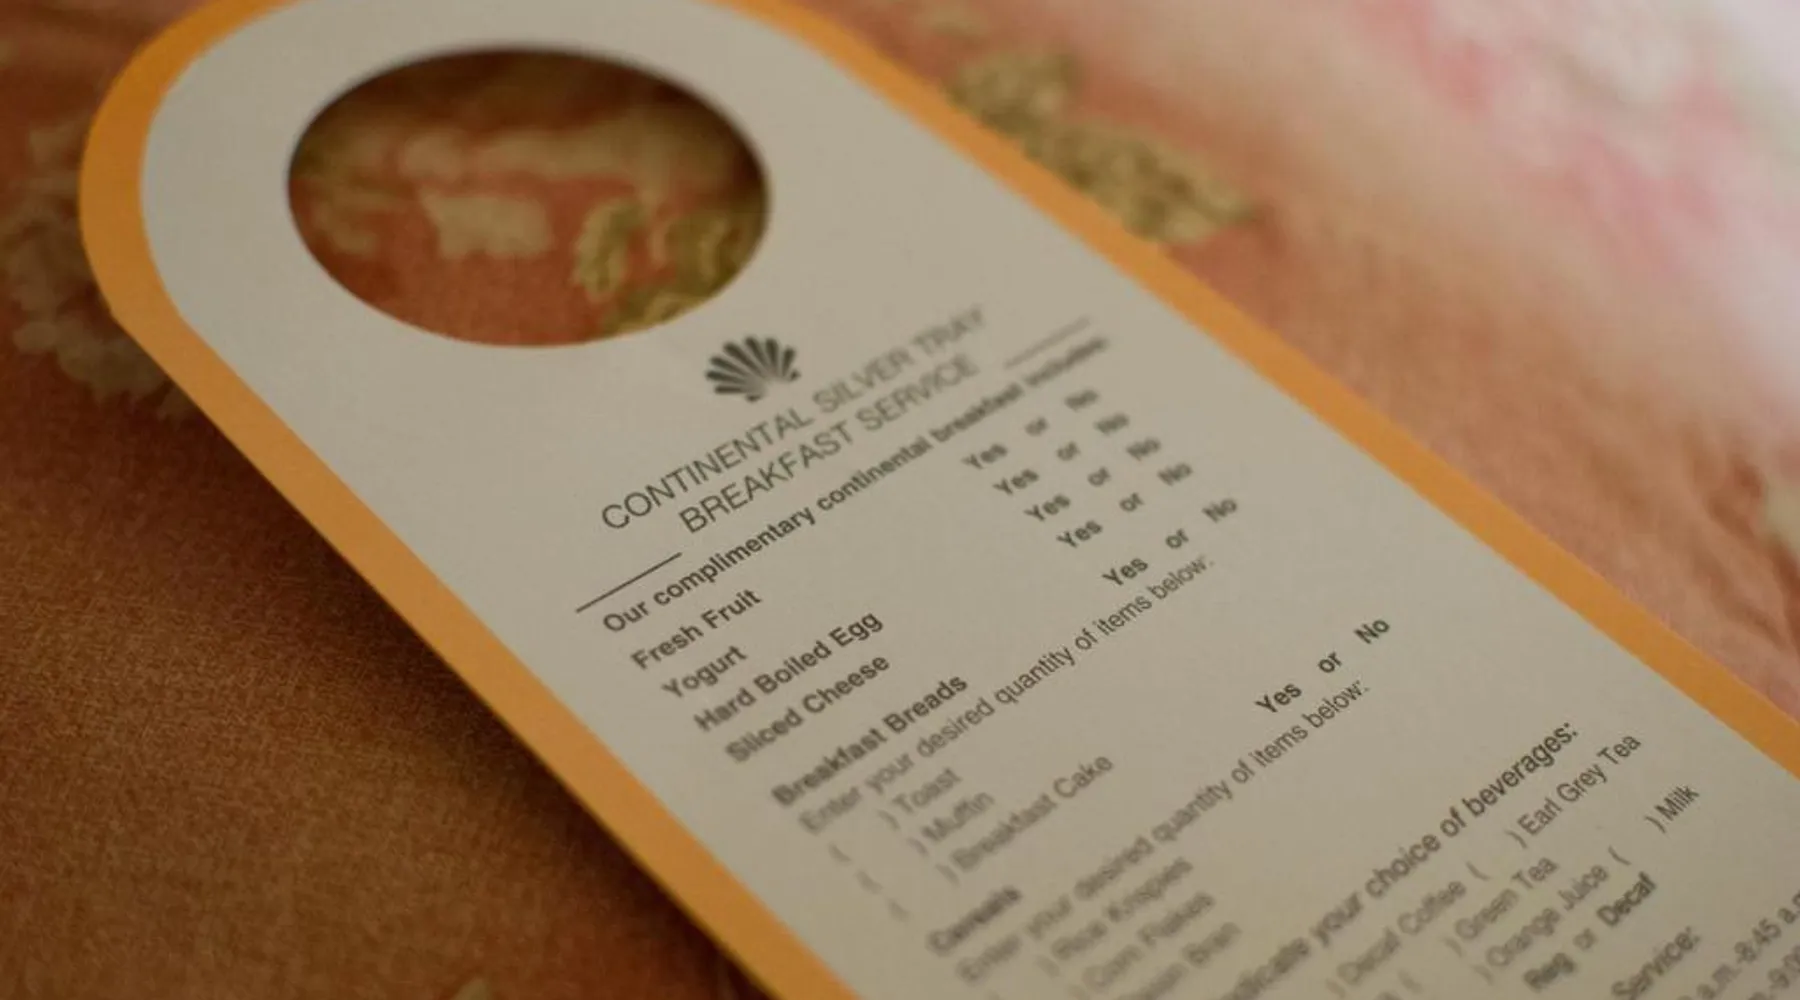 CONTINENTAL SILVER TRAY
BREAKFAST SERVICE
Our complimentary continental breakfast includes:
Fresh Fruit Yes or No
Yogurt Yes or No
Hard Boiled Egg Yes or No
Sliced Cheese Yes or No
Breakfast Breads Yes or No
Enter your desired quantity of items below:
( ) Toast
( ) Muffin
( ) Breakfast Cake
Cereals Yes or No
Enter your desired quantity of items below:
) Rice Krispies
) Corn Flakes
Bran
indicate your choice of beverages:
) Decaf Coffee ( ) Earl Grey Tea
( ) Green Tea
) Orange Juice ( ) Milk
Reg or Decaf
Service:
a.m.-8:45 a.m